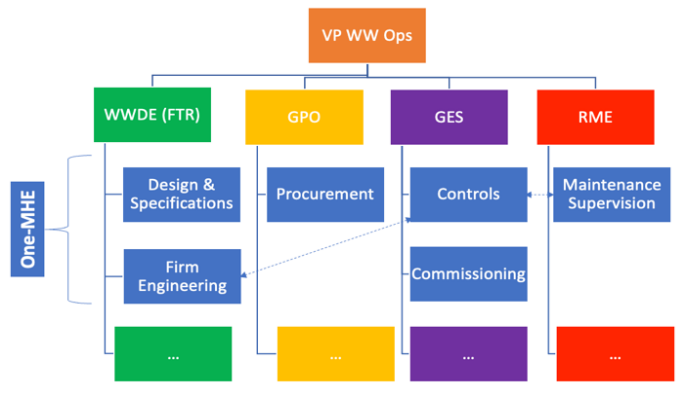 VP WW Ops
WWDE (FTR)
GPO
GES
RME
One-MHE
Design &
Specifications
Procurement
Controls
Maintenance
Supervision
Firm
Engineering
Commissioning
...
...
...
...